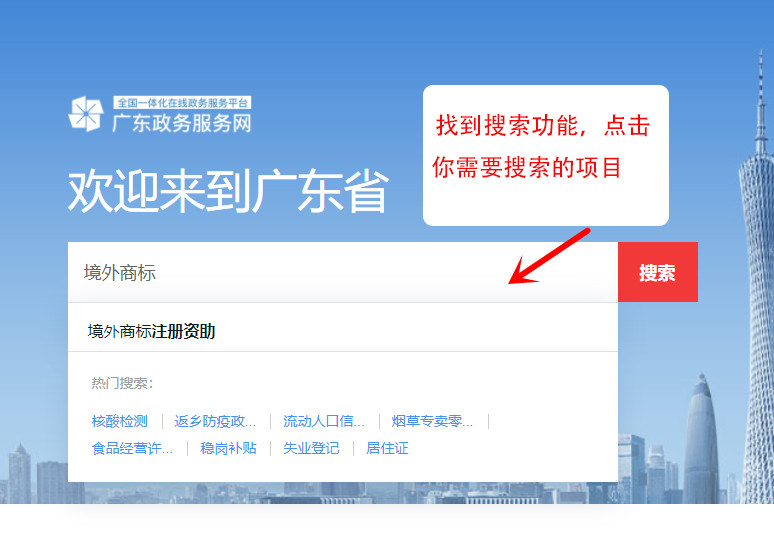 全国一体化在线政务服务平台
广东政务服务网
找到搜索功能，点击
你需要搜索的项目
欢迎来到广东省
境外商标
搜索
境外商标注册资助
热门搜索：
核酸检测 | 返乡防疫政... | 流动人口信... | 烟草专卖零... |
食品经营许... | 稳岗补贴 | 失业登记 | 居住证